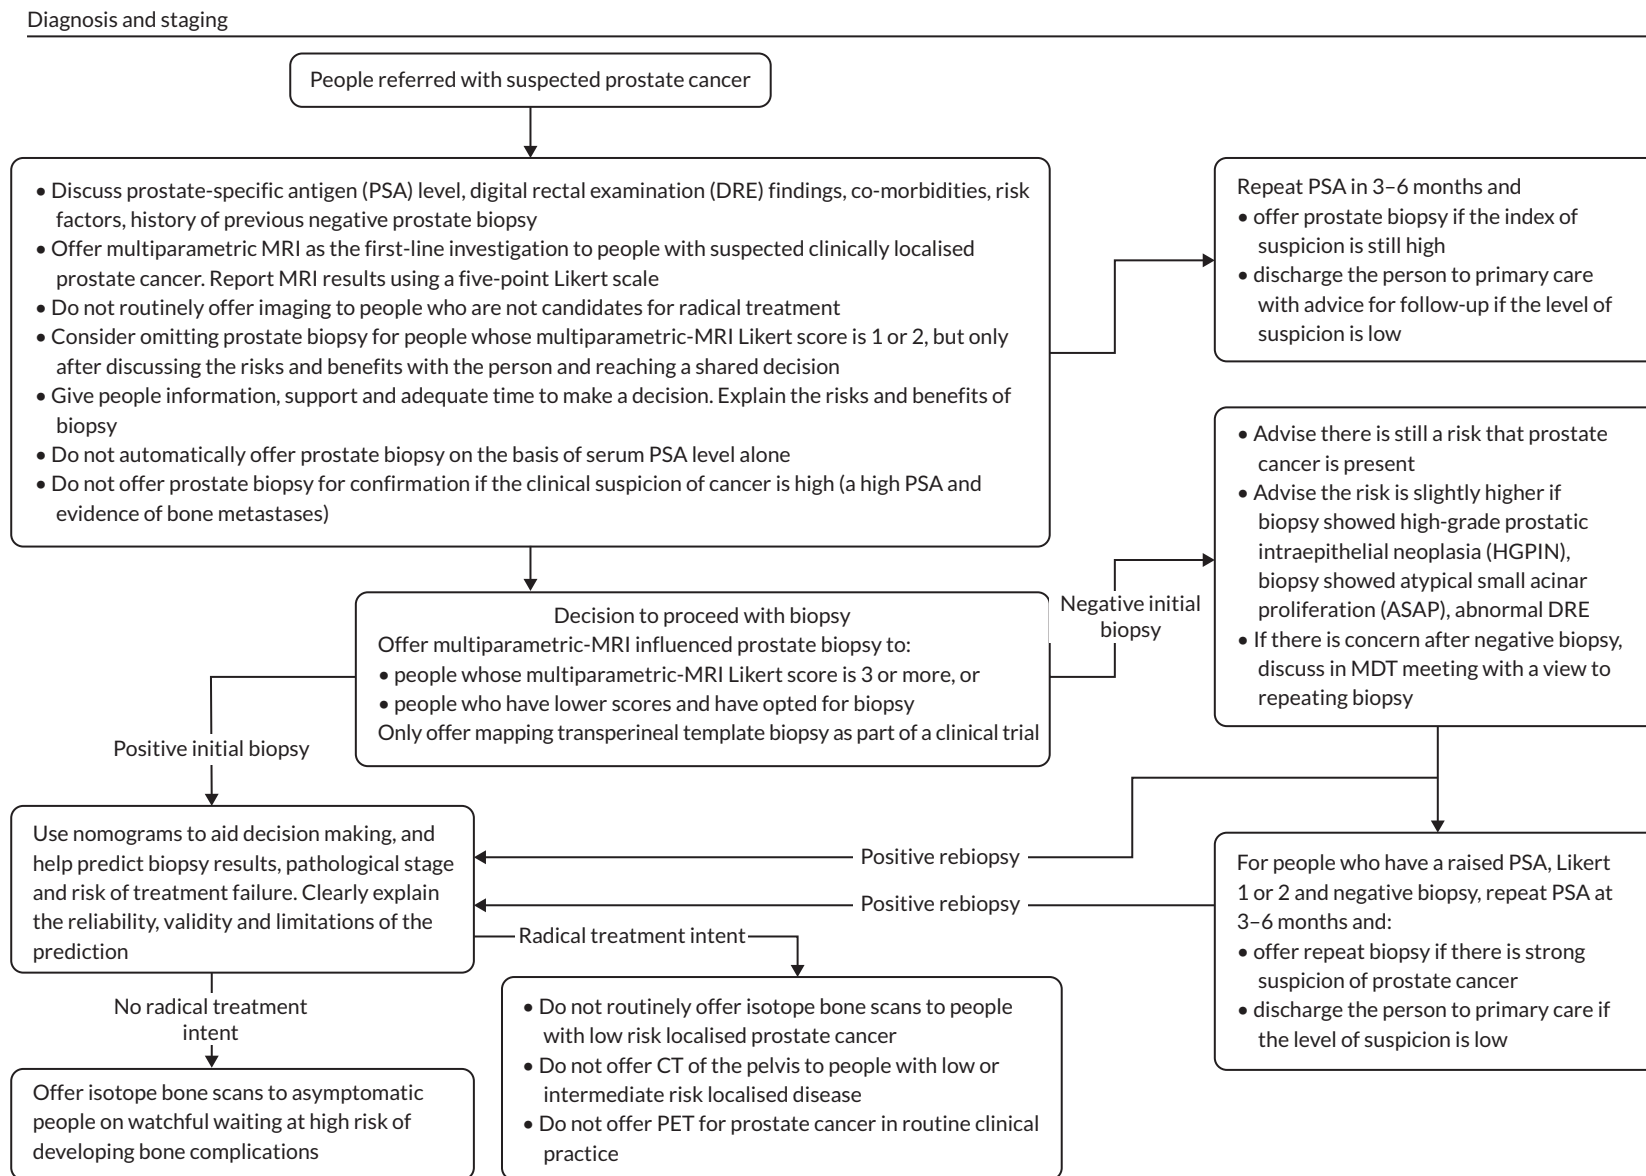 Diagnosis and staging
People referred with suspected prostate cancer
• Discuss prostate-specific antigen (PSA) level, digital rectal examination (DRE) findings, co-morbidities, risk
factors, history of previous negative prostate biopsy
• Offer multiparametric MRI as the first-line investigation to people with suspected clinically localised
prostate cancer. Report MRI results using a five-point Likert scale
• Do not routinely offer imaging to people who are not candidates for radical treatment
• Consider omitting prostate biopsy for people whose multiparametric-MRI Likert score is 1 or 2, but only
after discussing the risks and benefits with the person and reaching a shared decision
• Give people information, support and adequate time to make a decision. Explain the risks and benefits of
biopsy
• Do not automatically offer prostate biopsy on the basis of serum PSA level alone
• Do not offer prostate biopsy for confirmation if the clinical suspicion of cancer is high (a high PSA and
evidence of bone metastases)
Repeat PSA in 3–6 months and
• offer prostate biopsy if the index of
suspicion is still high
• discharge the person to primary care
with advice for follow-up if the level of
suspicion is low
Decision to proceed with biopsy
Offer multiparametric-MRI influenced prostate biopsy to:
• people whose multiparametric-MRI Likert score is 3 or more, or
• people who have lower scores and have opted for biopsy
Only offer mapping transperineal template biopsy as part of a clinical trial
Negative initial
biopsy
• Advise there is still a risk that prostate
cancer is present
• Advise the risk is slightly higher if
biopsy showed high-grade prostatic
intraepithelial neoplasia (HGPIN),
biopsy showed atypical small acinar
proliferation (ASAP), abnormal DRE
• If there is concern after negative biopsy,
discuss in MDT meeting with a view to
repeating biopsy
Positive initial biopsy
Use nomograms to aid decision making, and
help predict biopsy results, pathological stage
and risk of treatment failure. Clearly explain
the reliability, validity and limitations of the
prediction
Positive rebiopsy
Positive rebiopsy
For people who have a raised PSA, Likert
1 or 2 and negative biopsy, repeat PSA at
3–6 months and:
• offer repeat biopsy if there is strong
suspicion of prostate cancer
• discharge the person to primary care if
the level of suspicion is low
Radical treatment intent
No radical treatment
intent
• Do not routinely offer isotope bone scans to people
with low risk localised prostate cancer
• Do not offer CT of the pelvis to people with low or
intermediate risk localised disease
• Do not offer PET for prostate cancer in routine clinical
practice
Offer isotope bone scans to asymptomatic
people on watchful waiting at high risk of
developing bone complications